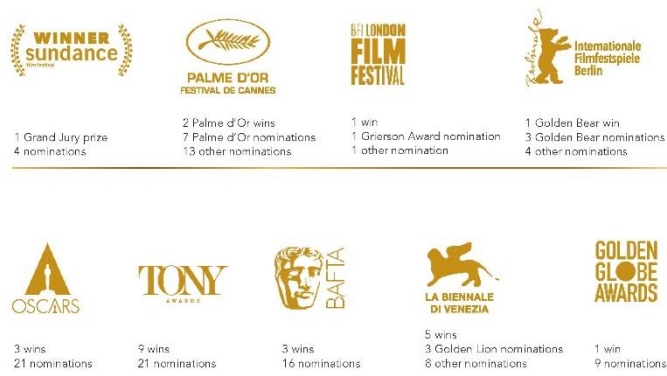 WINNER
sundance
film festival
1 Grand Jury prize
4 nominations
PALME D'OR
FESTIVAL DE CANNES
2 Palme d'Or wins
7 Palme d'Or nominations
13 other nominations
BFI LONDON
FILM
FESTIVAL
1 win
1 Grierson Award nomination
1 other nomination
Berlinale
Internationale
Filmfestspiele
Berlin
1 Golden Bear win
3 Golden Bear nominations
4 other nominations
OSCARS
3 wins
21 nominations
TONY
AWARDS
9 wins
21 nominations
BAFTA
3 wins
16 nominations
LA BIENNALE
DI VENEZIA
5 wins
3 Golden Lion nominations
8 other nominations
GOLDEN
GLOBE
AWARDS
1 win
9 nominations